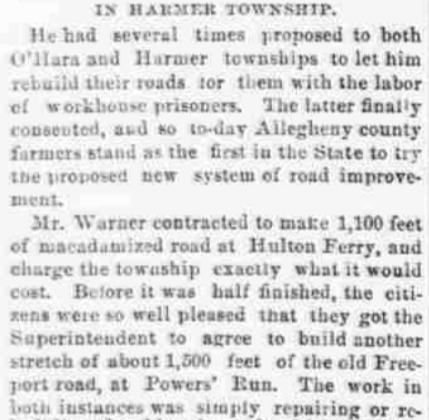 IN HARMER TOWNSHIP.
He had several times proposed to both
O'Hara and Harmer townships to let him
rebuild their roads for them with the labor
of workhouse prisoners. The latter finally
consented, and so to-day Allegheny county
farmers stand as the first in the State to try
the proposed new system of road improve-
ment.
Mr. Warner contracted to make 1,100 feet
of macadamized road at Hulton Ferry, and
charge the township exactly what it would
cost. Before it was half finished, the citi-
zens were so well pleased that they got the
Superintendent to agree to build another
stretch of about 1,500 feet of the old Free-
port road, at Powers' Run. The work in
both instances was simply repairing or re-